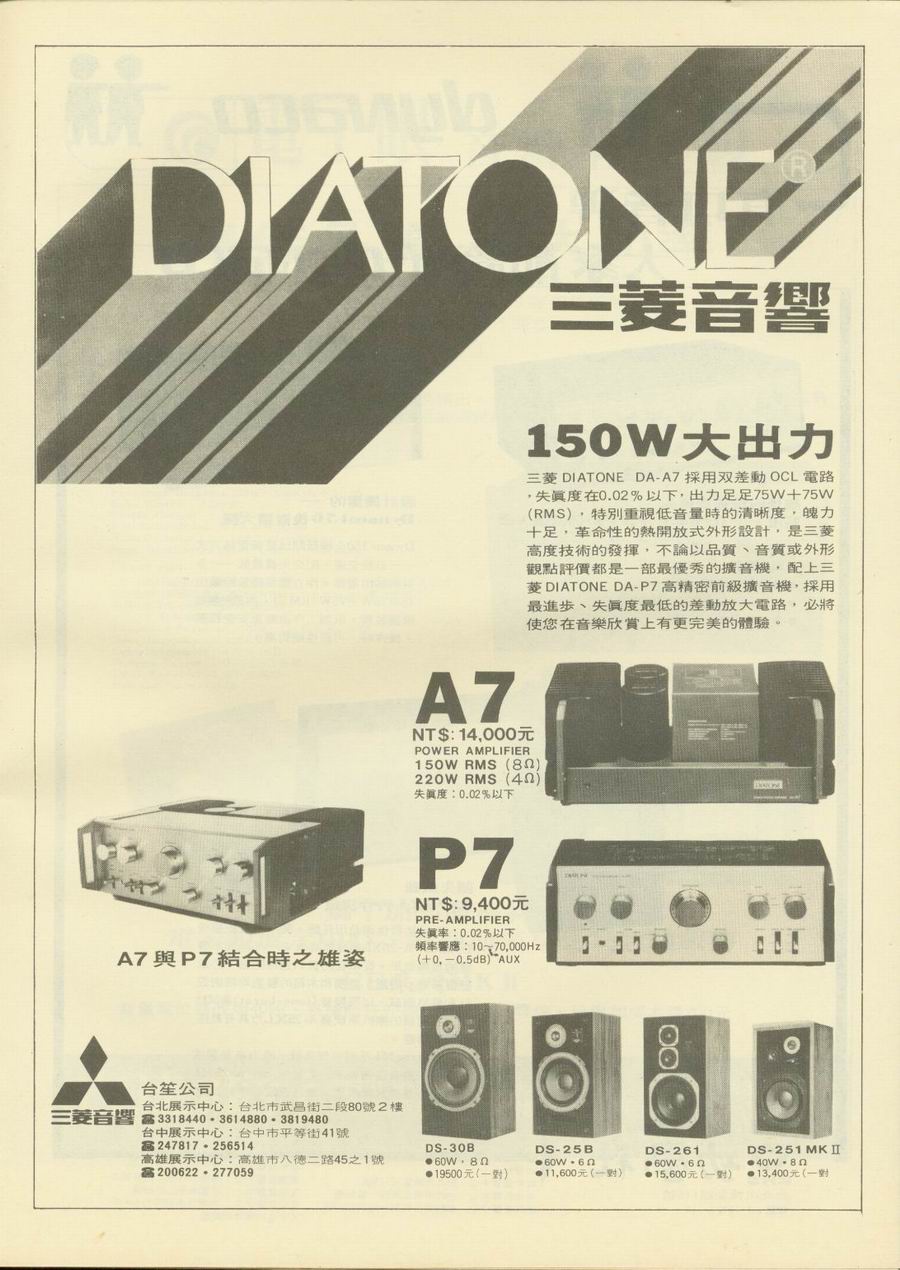 DIATONE®
三菱音響
150W大出力
三菱 DIATONE DA-A7 採用双差動 OCL 電路
，失眞度在0.02%以下，出力足足75W＋75W
(RMS)，特別重視低音量時的清晰度，魄力
十足，革命性的熱開放式外形設計，是三菱
高度技術的發揮，不論以品質、音質或外形
觀點評價都是一部最優秀的擴音機，配上三
菱 DIATONE DA-P7 高精密前級擴音機，採用
最進步、失眞度最低的差動放大電路，必將
使您在音樂欣賞上有更完美的體驗。
A7
NT$:14,000元
POWER AMPLIFIER
150W RMS (8Ω)
220W RMS (4Ω)
失眞度：0.02%以下
DIATONE
P7
NT$:9,400元
PRE-AMPLIFIER
失眞率：0.02%以下
頻率響應：10~70,000Hz
(+0,−0.5dB) AUX
DIATONE
A7與P7結合時之雄姿
三菱音響
台笙公司
台北展示中心：台北市武昌街二段80號2樓
☎3318440•3614880•3819480
台中展示中心：台中市平等街41號
☎247817•256514
高雄展示中心：高雄市八德二路45之1號
☎200622•277059
DS-30B
●60W，8Ω
●19500元(一對)
DS-25B
●60W•6Ω
●11,600元(一對)
DS-261
●60W•6Ω
●15,600元(一對)
DS-251 MK II
●40W•8Ω
●13,400元(一對